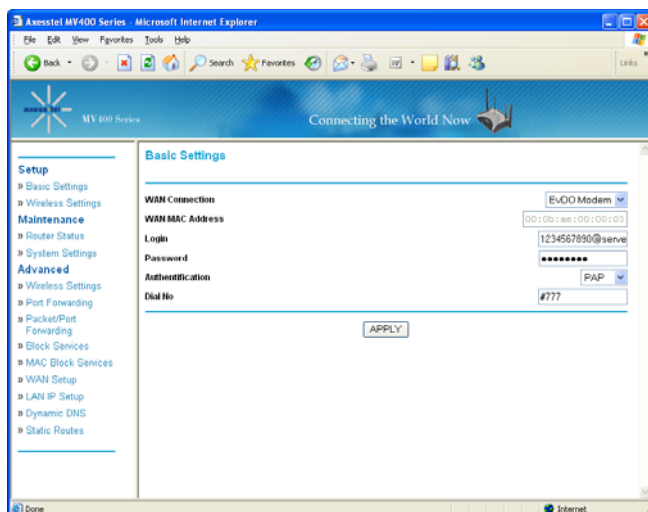 Axesstel MV400 Series - Microsoft Internet Explorer
File Edit View Favorites Tools Help
Back Search Favorites Links
axesstel
MV400 Series Connecting the World Now
Setup
» Basic Settings
» Wireless Settings
Maintenance
» Router Status
» System Settings
Advanced
» Wireless Settings
» Port Forwarding
» Packet/Port
Forwarding
» Block Services
» MAC Block Services
» WAN Setup
» LAN IP Setup
» Dynamic DNS
» Static Routes
Basic Settings
WAN Connection EvDO Modem
WAN MAC Address 00:0b:ae:00:00:03
Login 1234567890@serve
Password ••••••••
Authentification PAP
Dial No #777
APPLY
Done Internet